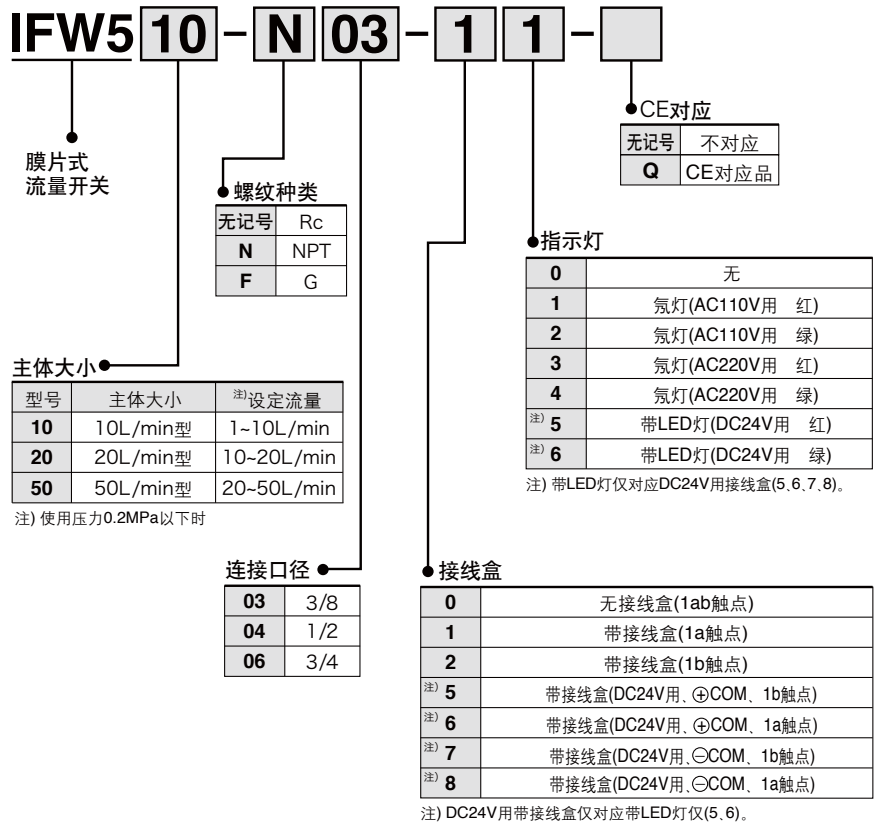 IFW5 10 - N 03 - 1 1 -
膜片式
流量开关
●CE对应
无记号 不对应
Q CE对应品
●螺纹种类
无记号 Rc
N NPT
F G
●指示灯
0 无
1 氖灯(AC110V用 红)
2 氖灯(AC110V用 绿)
3 氖灯(AC220V用 红)
4 氖灯(AC220V用 绿)
注) 5 带LED灯(DC24V用 红)
注) 6 带LED灯(DC24V用 绿)
注) 带LED灯仅对应DC24V用接线盒(5、6、7、8)。
主体大小●
型号 主体大小 注)设定流量
10 10L/min型 1~10L/min
20 20L/min型 10~20L/min
50 50L/min型 20~50L/min
注) 使用压力0.2MPa以下时
连接口径●
03 3/8
04 1/2
06 3/4
●接线盒
0 无接线盒(1ab触点)
1 带接线盒(1a触点)
2 带接线盒(1b触点)
注) 5 带接线盒(DC24V用、⊕COM、1b触点)
注) 6 带接线盒(DC24V用、⊕COM、1a触点)
注) 7 带接线盒(DC24V用、⊖COM、1b触点)
注) 8 带接线盒(DC24V用、⊖COM、1a触点)
注) DC24V用带接线盒仅对应带LED灯仅(5、6)。